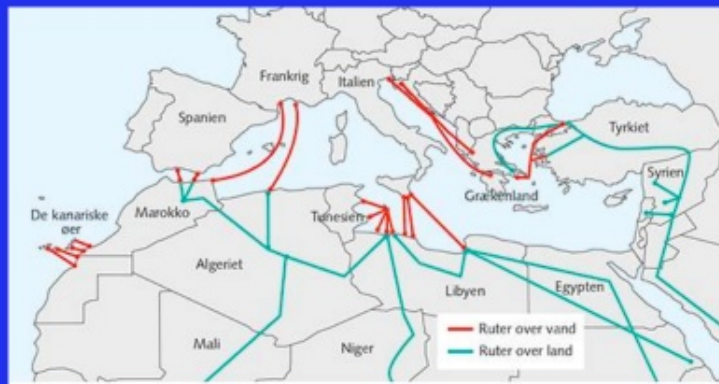 Frankrig
Italien
Spanien
Tyrkiet
Syrien
Grækenland
De kanariske
øer
Marokko
Tunesien
Algeriet
Libyen
Egypten
Mali
Niger
Ruter over vand
Ruter over land